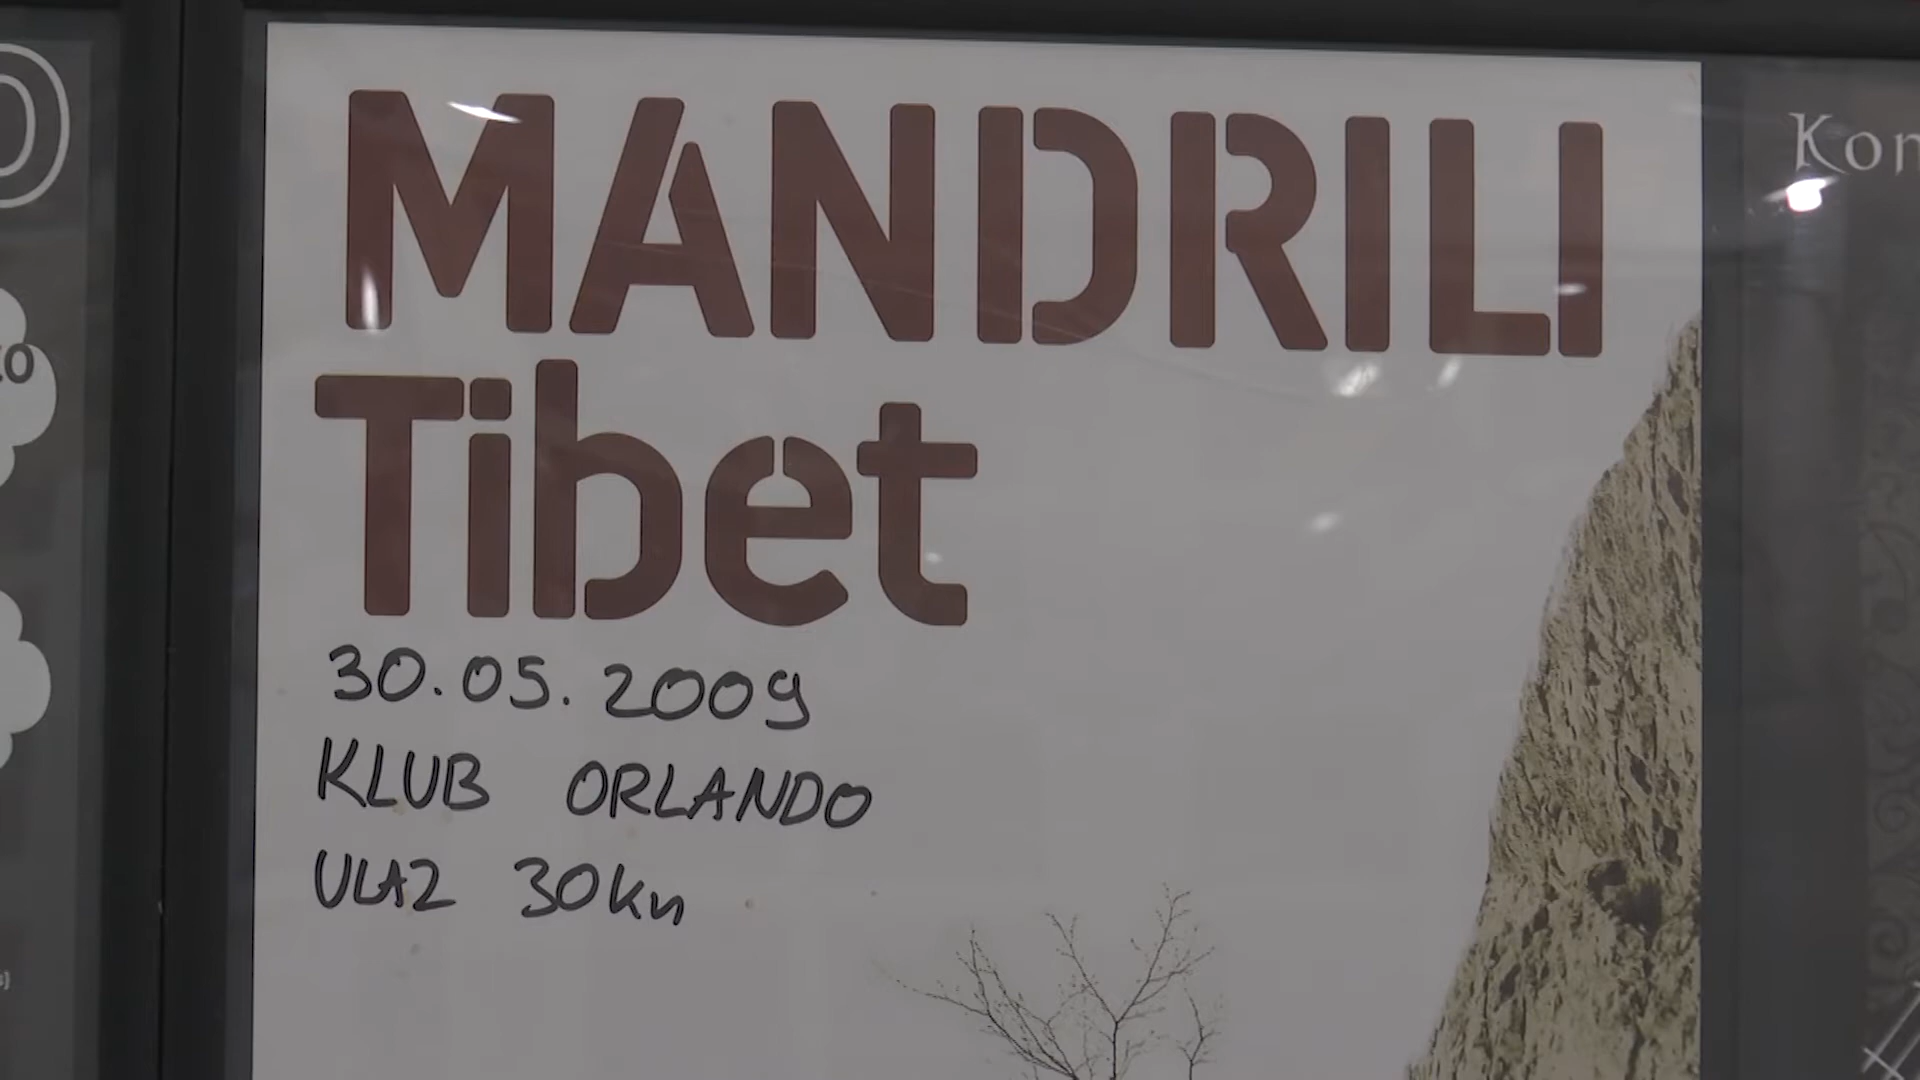 MANDRILI
Tibet
30.05.2009
KLUB ORLANDO
ULAZ 30kn